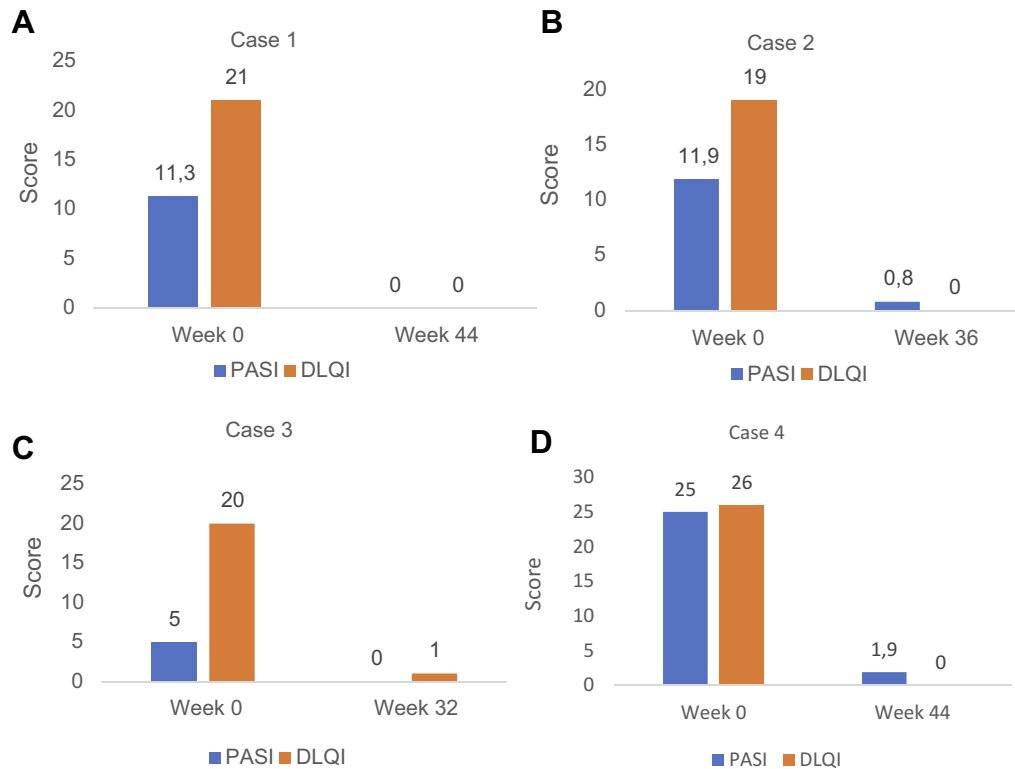 A
Case 1
25
20
15
10
5
0
Score
11,3
21
0
0
Week 0
Week 44
PASI
DLQI
B
Case 2
20
15
10
5
0
Score
11,9
19
0,8
0
Week 0
Week 36
PASI
DLQI
C
Case 3
25
20
15
10
5
0
Score
5
20
0
1
Week 0
Week 32
PASI
DLQI
D
Case 4
30
25
20
15
10
5
0
Score
25
26
1,9
0
Week 0
Week 44
PASI
DLQI